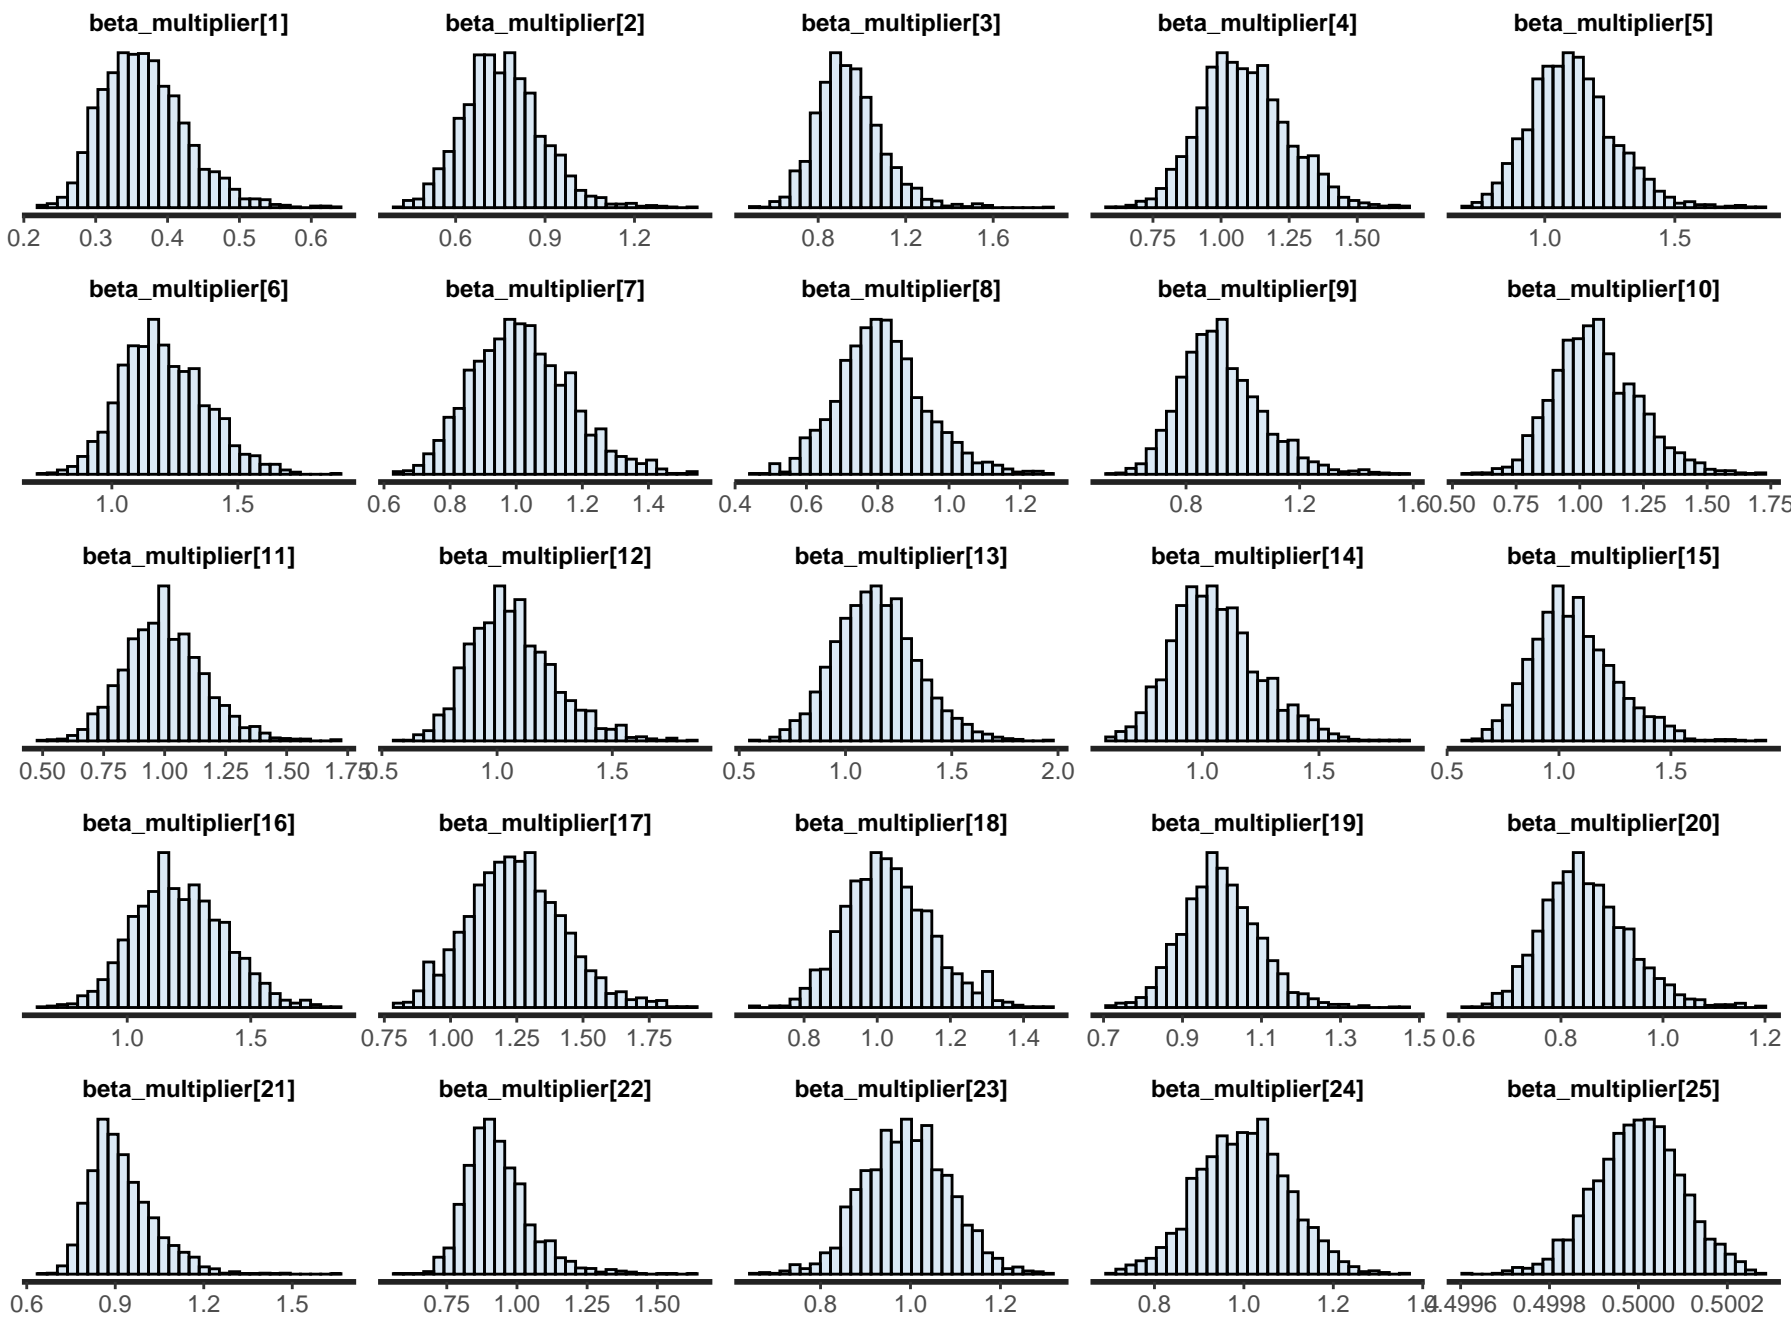 beta_multiplier[1] beta_multiplier[2] beta_multiplier[3] beta_multiplier[4] beta_multiplier[5]
0.2 0.3 0.4 0.5 0.6 0.6 0.9 1.2 0.8 1.2 1.6 0.75 1.00 1.25 1.50 1.0 1.5
beta_multiplier[6] beta_multiplier[7] beta_multiplier[8] beta_multiplier[9] beta_multiplier[10]
1.0 1.5 0.6 0.8 1.0 1.2 1.4 0.4 0.6 0.8 1.0 1.2 0.8 1.2 1.6 0.50 0.75 1.00 1.25 1.50 1.75
beta_multiplier[11] beta_multiplier[12] beta_multiplier[13] beta_multiplier[14] beta_multiplier[15]
0.50 0.75 1.00 1.25 1.50 1.75 0.5 1.0 1.5 0.5 1.0 1.5 2.0 1.0 1.5 0.5 1.0 1.5
beta_multiplier[16] beta_multiplier[17] beta_multiplier[18] beta_multiplier[19] beta_multiplier[20]
1.0 1.5 0.75 1.00 1.25 1.50 1.75 0.8 1.0 1.2 1.4 0.7 0.9 1.1 1.3 1.5 0.6 0.8 1.0 1.2
beta_multiplier[21] beta_multiplier[22] beta_multiplier[23] beta_multiplier[24] beta_multiplier[25]
0.6 0.9 1.2 1.5 0.75 1.00 1.25 1.50 0.8 1.0 1.2 0.8 1.0 1.2 1.4 0.4996 0.4998 0.5000 0.5002